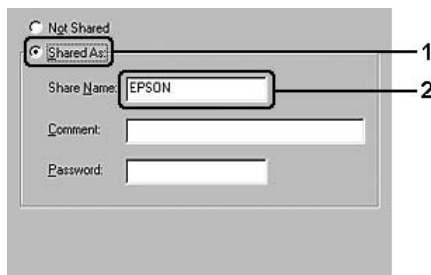 Not Shared
Shared As: 1
Share Name: EPSON 2
Comment:
Password: